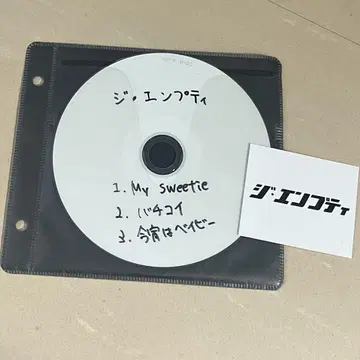 ジ・エンプティ
1. My sweetie
2. バチコイ
3. 今宵はベイビー
ジ・エンプティ